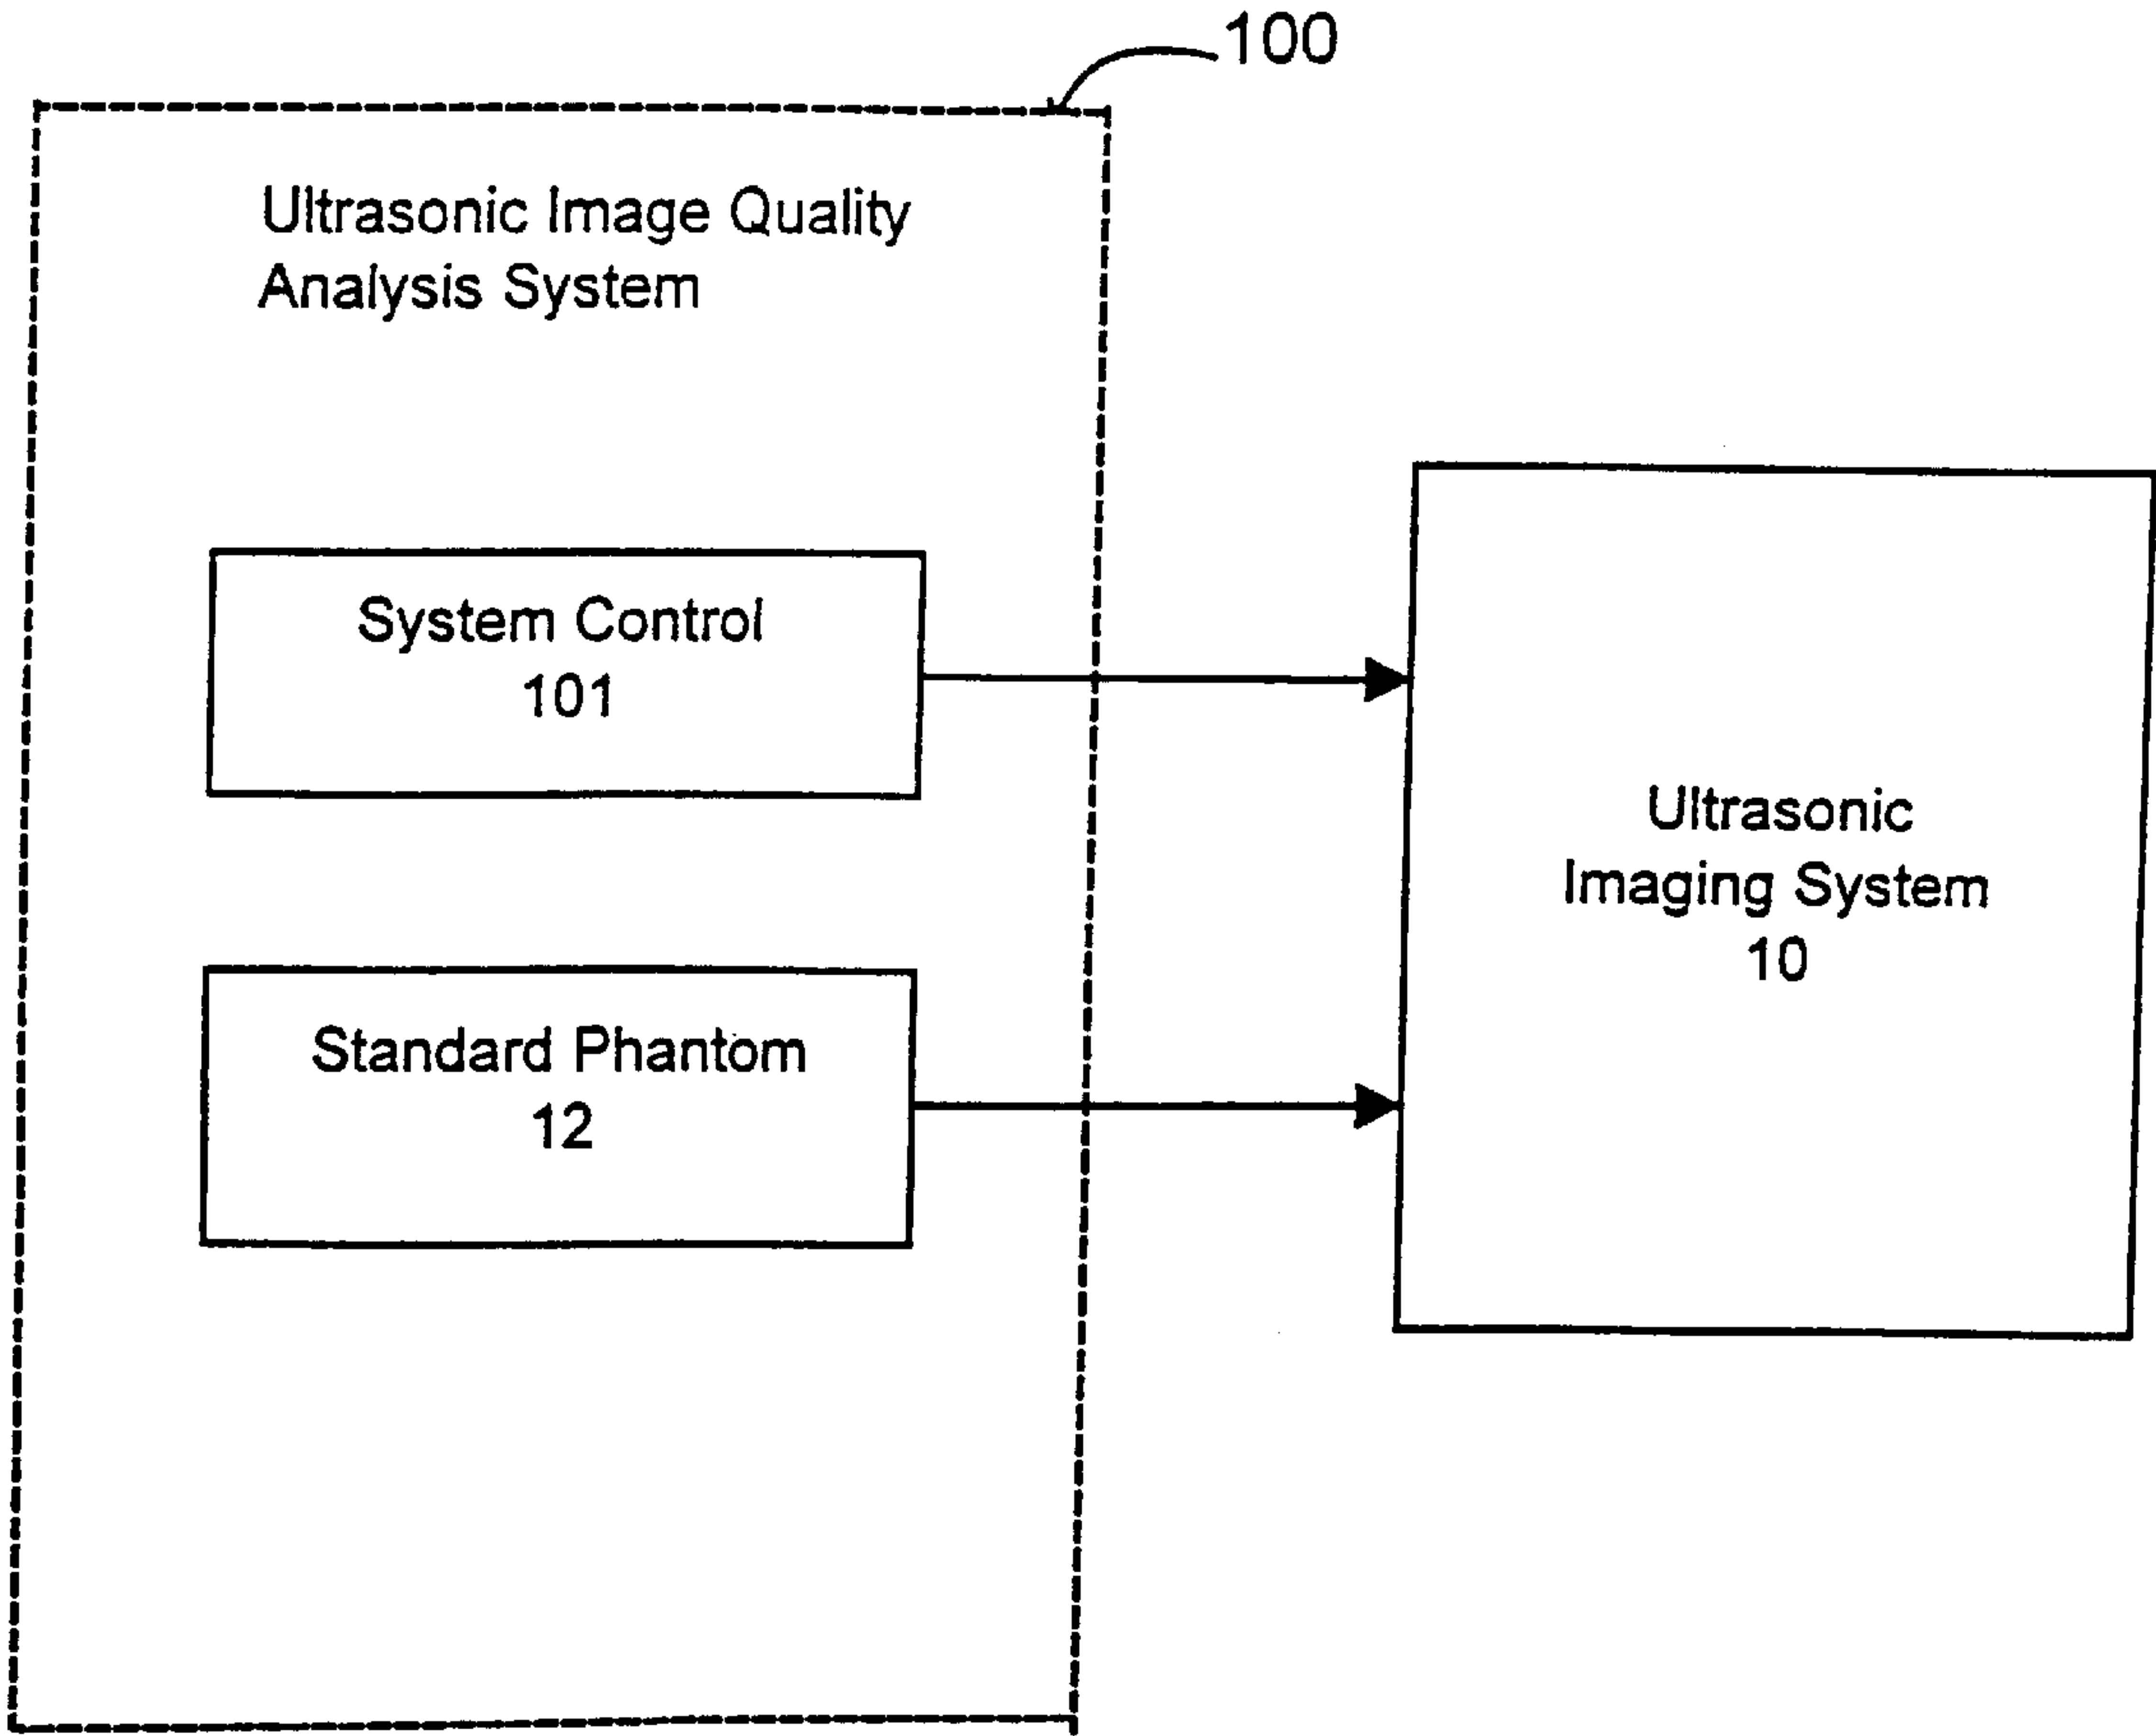 100
Ultrasonic Image Quality
Analysis System
System Control
101
Standard Phantom
12
Ultrasonic
Imaging System
10